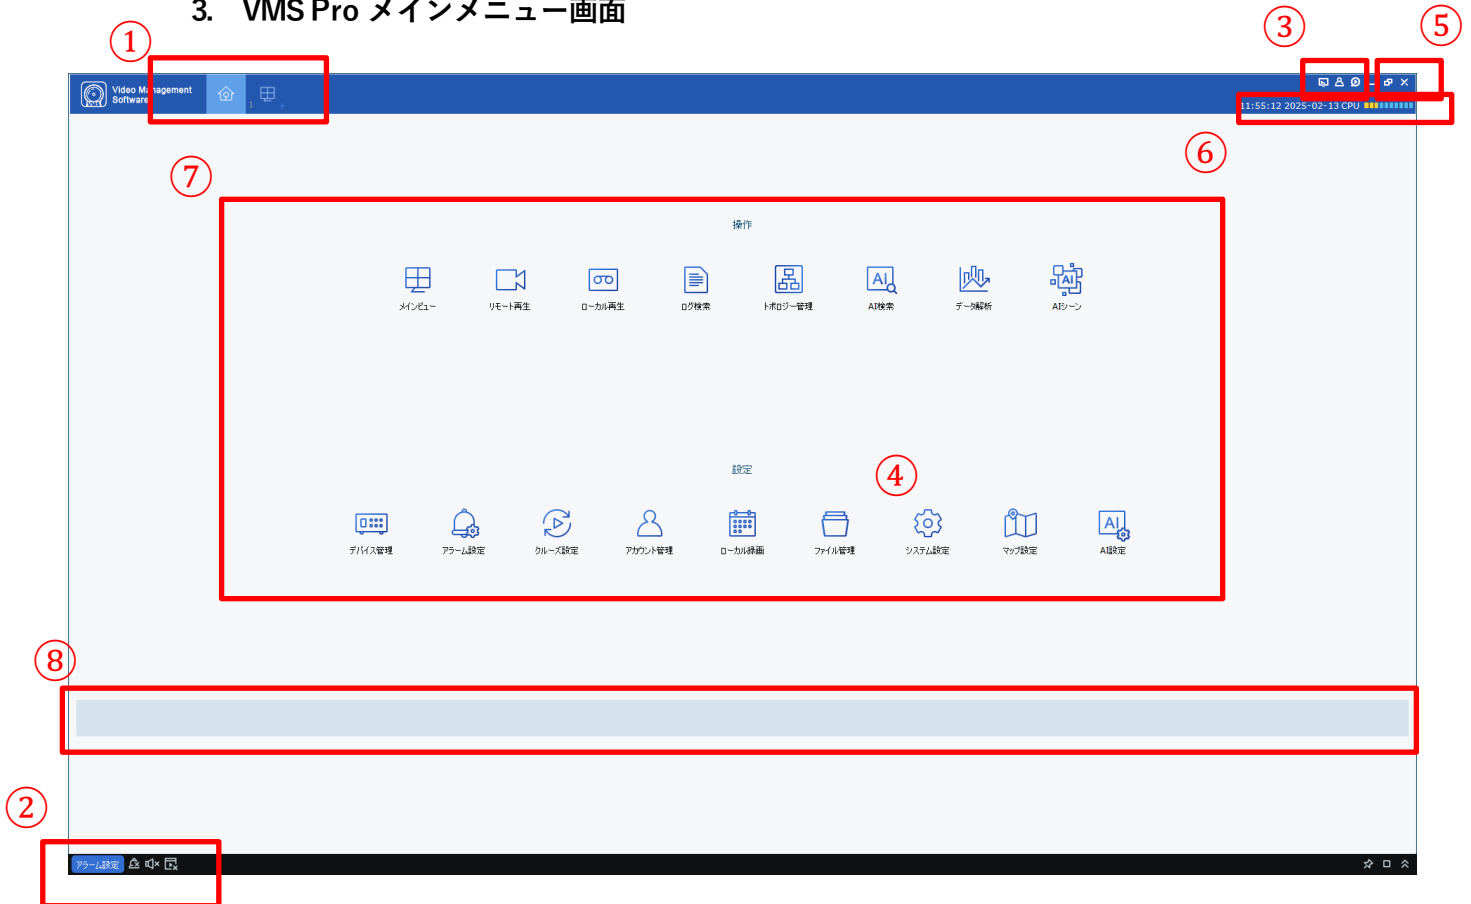 3. VMS Pro メインメニュー画面
①
③
⑤
Video Management
Software
1
+
11:55:12 2025-02-13 CPU
⑥
⑦
操作
メインビュー
リモート再生
ローカル再生
ログ検索
トポロジー管理
AI検索
データ解析
AIシーン
設定
④
デバイス管理
アラーム設定
クルーズ設定
アカウント管理
ローカル録画
ファイル管理
システム設定
マップ設定
AI設定
⑧
②
アラーム設定